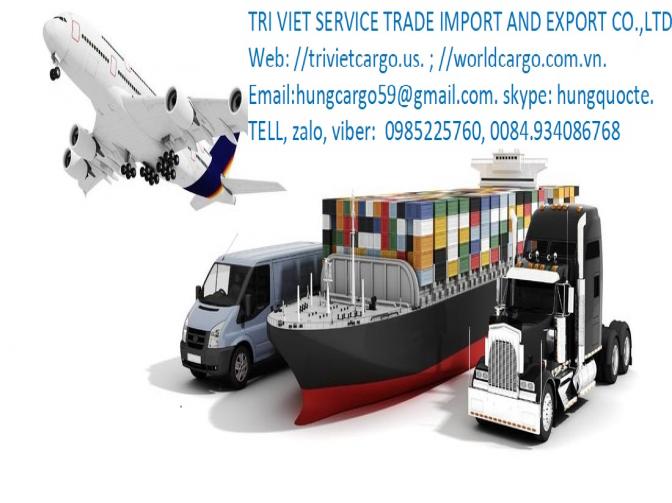 TRI VIET SERVICE TRADE IMPORT AND EXPORT CO.,LTD
Web: //trivietcargo.us. ; //worldcargo.com.vn.
Email:hungcargo59@gmail.com. skype: hungquocte.
TELL, zalo, viber:  0985225760, 0084.934086768